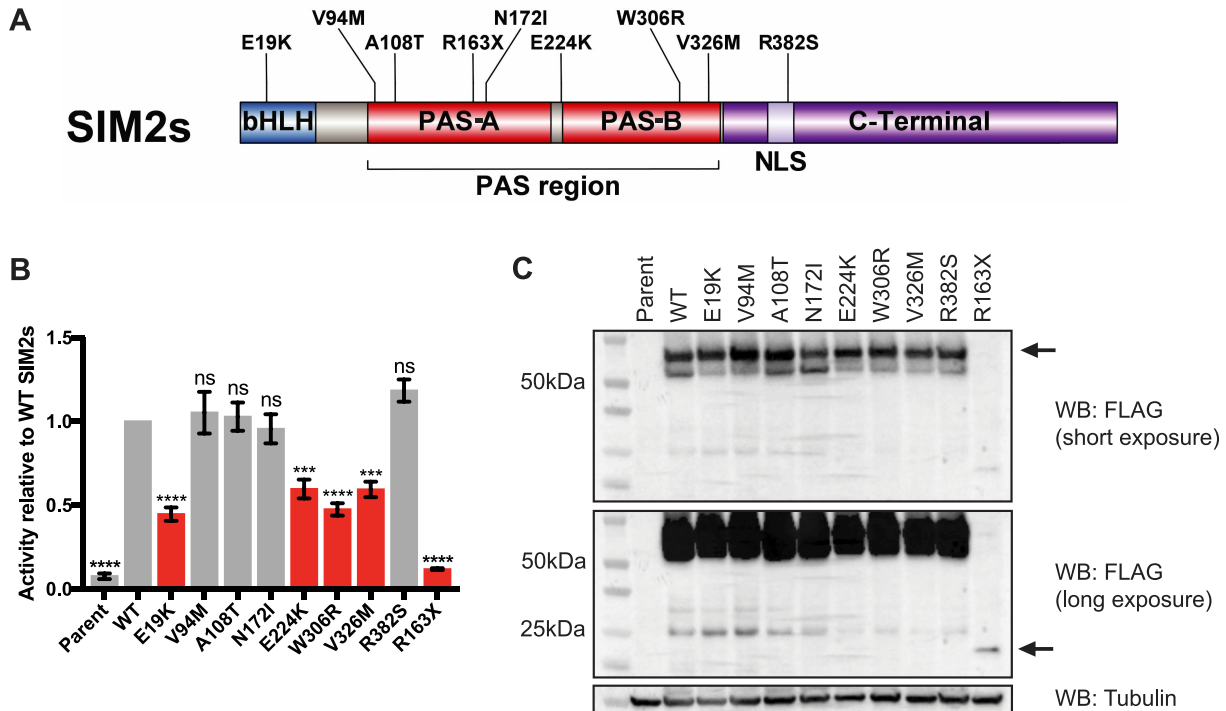 A
V94M
N172I
W306R
E19K
A108T
R163X
E224K
V326M
R382S
SIM2s
bHLH
PAS-A
PAS-B
C-Terminal
NLS
PAS region
B
Activity relative to WT SIM2s
1.5
1.0
0.5
0.0
****
****
ns
ns
ns
***
****
***
ns
****
Parent
WT
E19K
V94M
A108T
N172I
E224K
W306R
V326M
R382S
R163X
C
Parent
WT
E19K
V94M
A108T
N172I
E224K
W306R
V326M
R382S
R163X
50kDa
WB: FLAG
(short exposure)
50kDa
25kDa
WB: FLAG
(long exposure)
WB: Tubulin